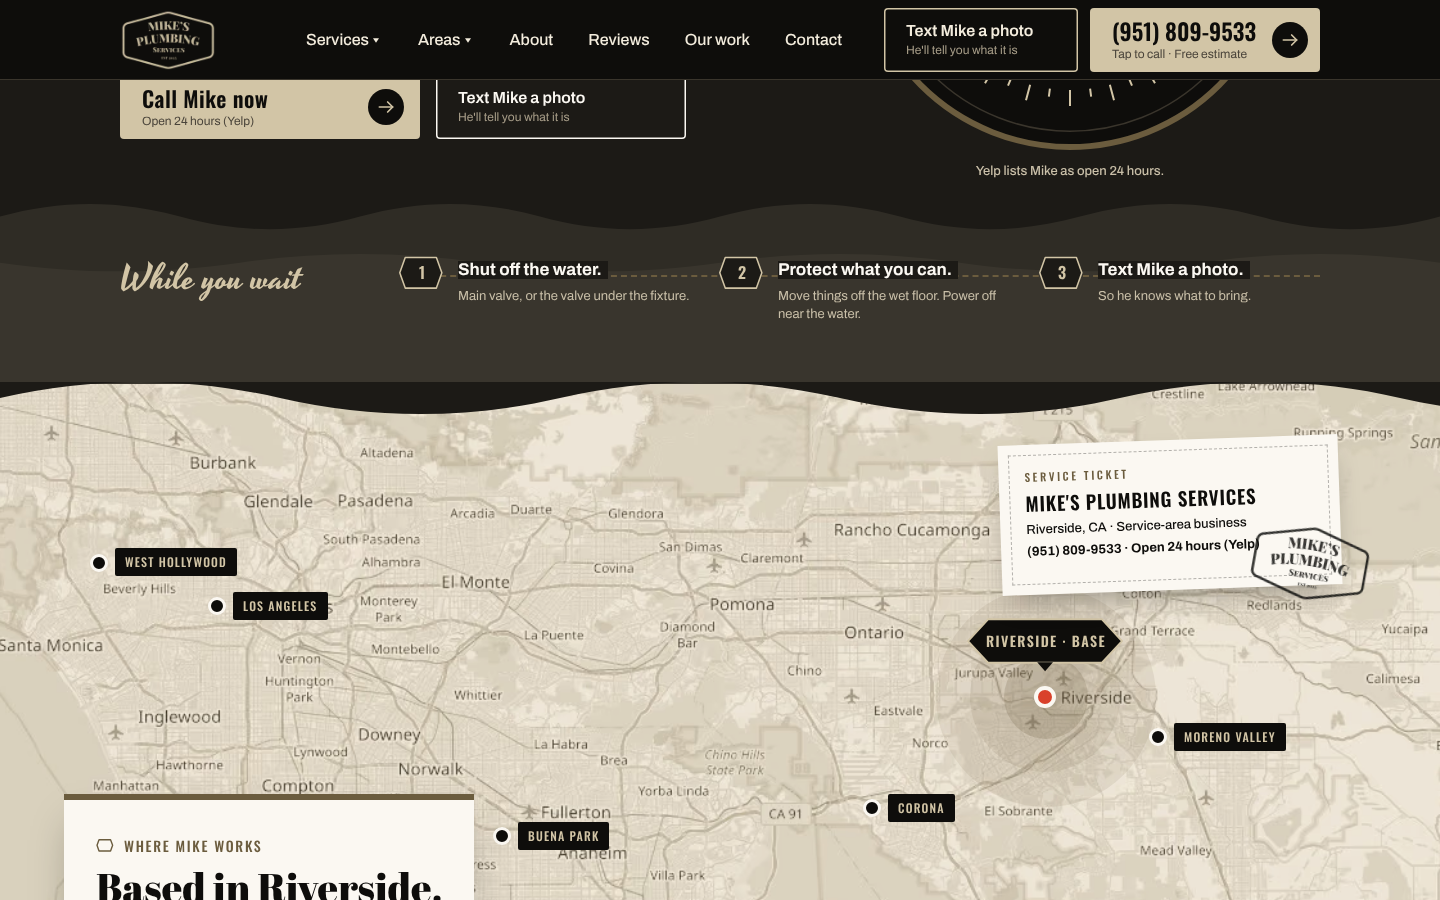 MIKE'S
PLUMBING
SERVICES
Services
Areas
About
Reviews
Our work
Contact
Text Mike a photo
He'll tell you what it is
(951) 809-9533
Tap to call · Free estimate
Call Mike now
Open 24 hours (Yelp)
Text Mike a photo
He'll tell you what it is
Yelp lists Mike as open 24 hours.
While you wait
1
Shut off the water.
Main valve, or the valve under the fixture.
2
Protect what you can.
Move things off the wet floor. Power off
near the water.
3
Text Mike a photo.
So he knows what to bring.
Lake Arrowhead
Crestline
I 215
Running Springs
San
Burbank
Altadena
Glendale
Pasadena
Arcadia
Duarte
Glendora
Rancho Cucamonga
South Pasadena
San Dimas
Claremont
Alhambra
Covina
El Monte
SERVICE TICKET
MIKE'S PLUMBING SERVICES
Riverside, CA · Service-area business
(951) 809-9533 · Open 24 hours (Yelp)
MIKE'S
PLUMBING
SERVICES
WEST HOLLYWOOD
Beverly Hills
LOS ANGELES
Monterey
Park
Pomona
Colton
Redlands
Santa Monica
Vernon
Montebello
La Puente
Diamond
Bar
Ontario
RIVERSIDE · BASE
rand Terrace
Yucaipa
Huntington
Park
Whittier
Chino
Jurupa Valley
Riverside
Calimesa
Inglewood
Downey
Eastvale
Norco
MORENO VALLEY
Hawthorne
Lynwood
Norwalk
La Habra
Brea
Chino Hills
State Park
Manhattan
Compton
Fullerton
Yorba Linda
CA 91
CORONA
El Sobrante
BUENA PARK
Anaheim
ress
Villa Park
Mead Valley
WHERE MIKE WORKS
Based in Riverside.